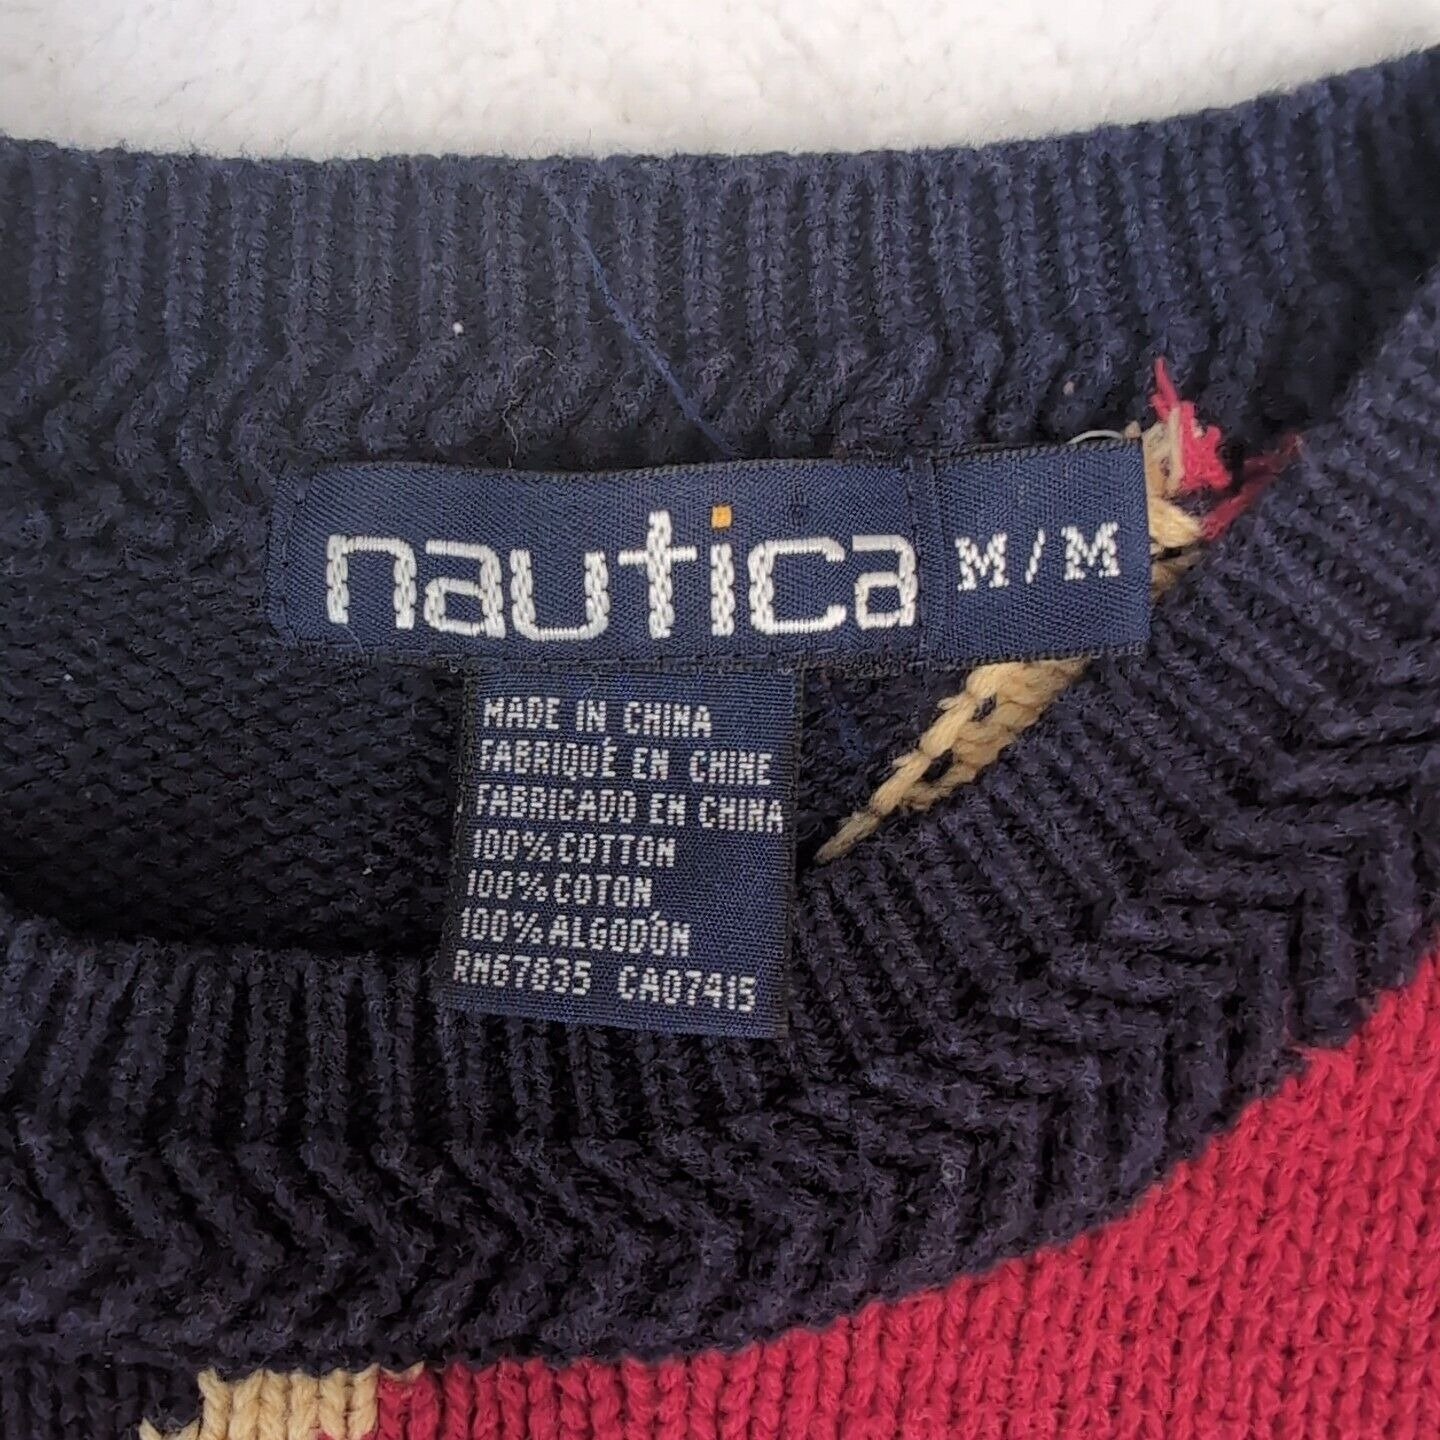 nautica M/M
MADE IN CHINA
FABRIQUÉ EN CHINE
FABRICADO EN CHINA
100% COTTON
100% COTON
100% ALGODÓN
RN67835 CA07415